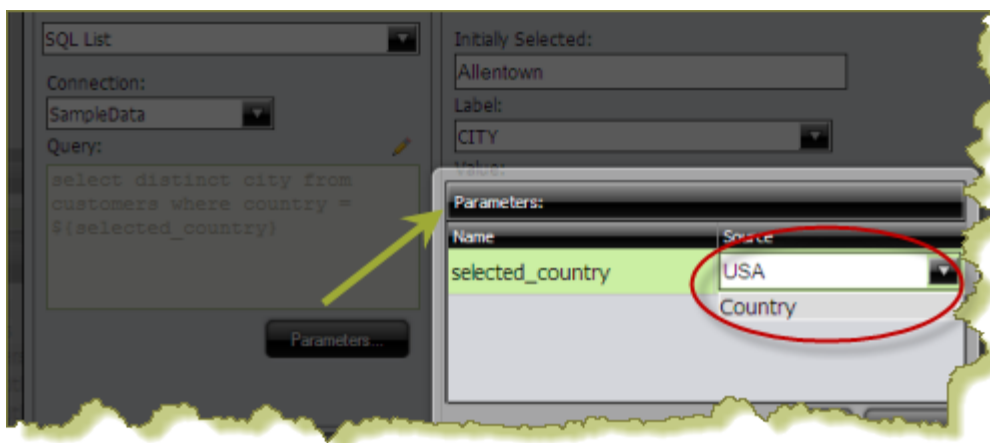 SQL List
Connection:
SampleData
Query:
select distinct city from
customers where country =
${selected_country}
Parameters...
Initially Selected:
Allentown
Label:
CITY
Value:
Parameters:
Name Source
selected_country USA
Country